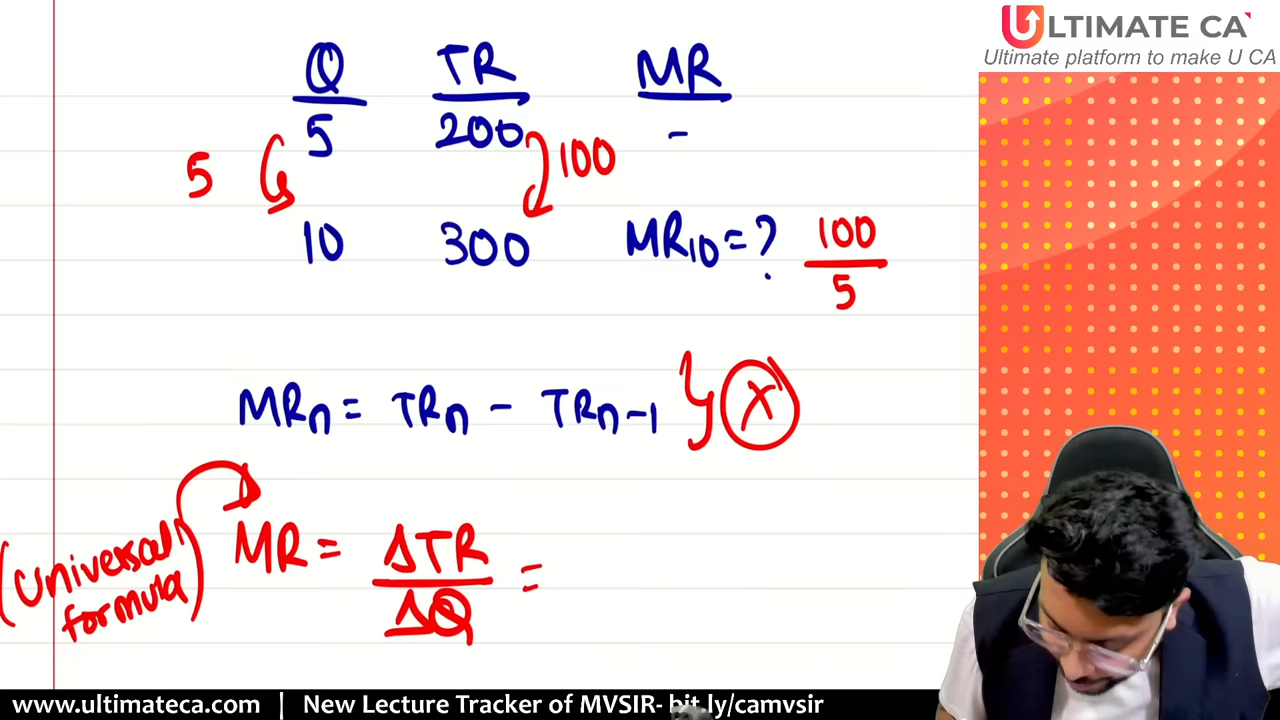 ULTIMATE CA
Ultimate platform to make U CA
Q TR MR
5 200 -
5 100
10 300 MR10 = ? 100/5
MRn = TRn - TRn-1 } X
(Universal formula) MR = ΔTR/ΔQ =
www.ultimateca.com | New Lecture Tracker of MVSIR- bit.ly/camvsir